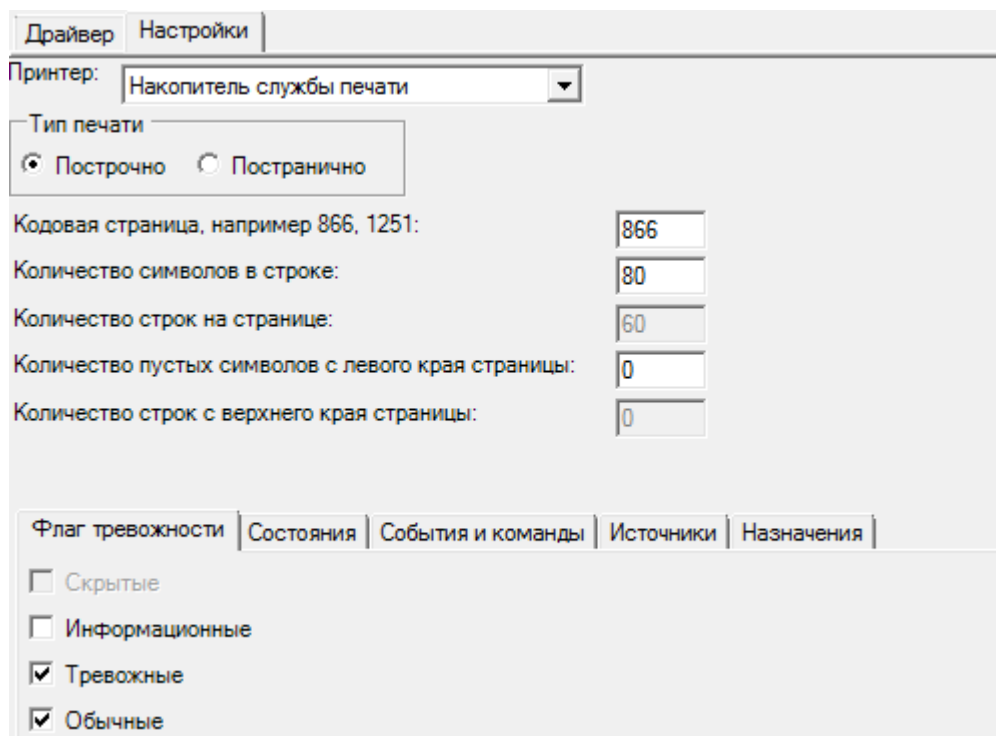 Драйвер Настройки
Принтер: Накопитель службы печати
Тип печати
Построчно Постранично
Кодовая страница, например 866, 1251: 866
Количество символов в строке: 80
Количество строк на странице: 60
Количество пустых символов с левого края страницы: 0
Количество строк с верхнего края страницы: 0
Флаг тревожности Состояния События и команды Источники Назначения
Скрытые
Информационные
Тревожные
Обычные